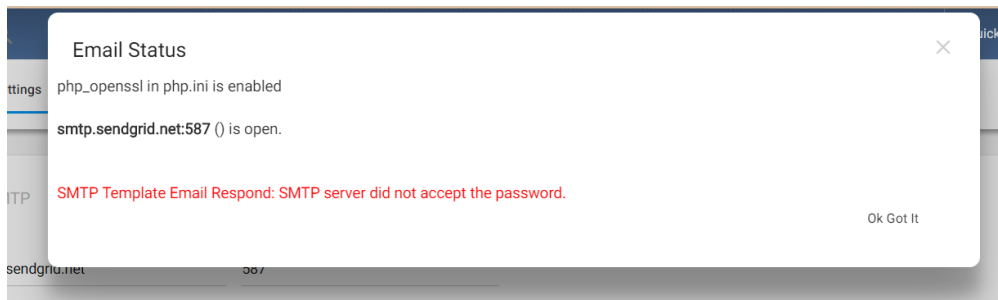 Email Status
uick
ttings
php_openssl in php.ini is enabled
smtp.sendgrid.net:587 () is open.
SMTP Template Email Respond: SMTP server did not accept the password.
Ok Got It
sendgrid.net
587